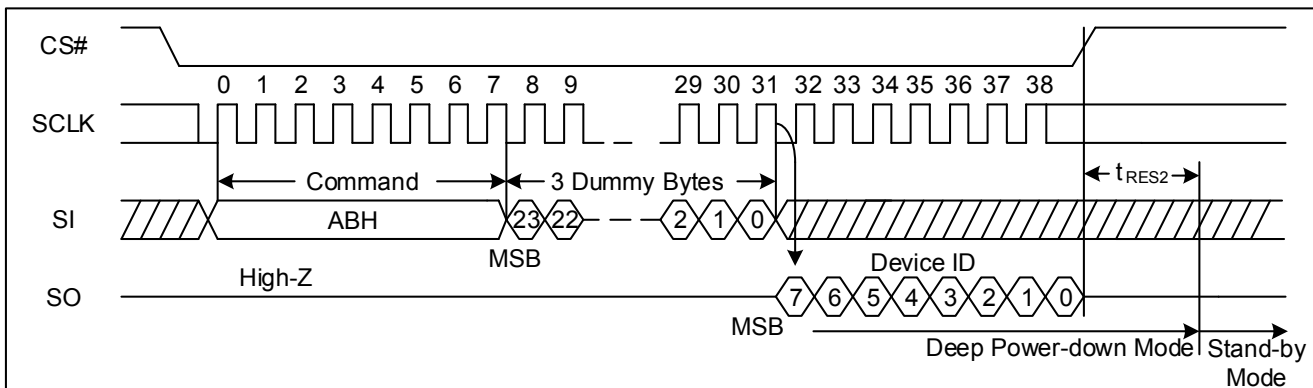 CS#
0 1 2 3 4 5 6 7 8 9 29 30 31 32 33 34 35 36 37 38
SCLK
Command 3 Dummy Bytes tRES2
SI ABH 23 22 2 1 0
MSB
High-Z Device ID
SO 7 6 5 4 3 2 1 0
MSB
Deep Power-down Mode Stand-by
Mode